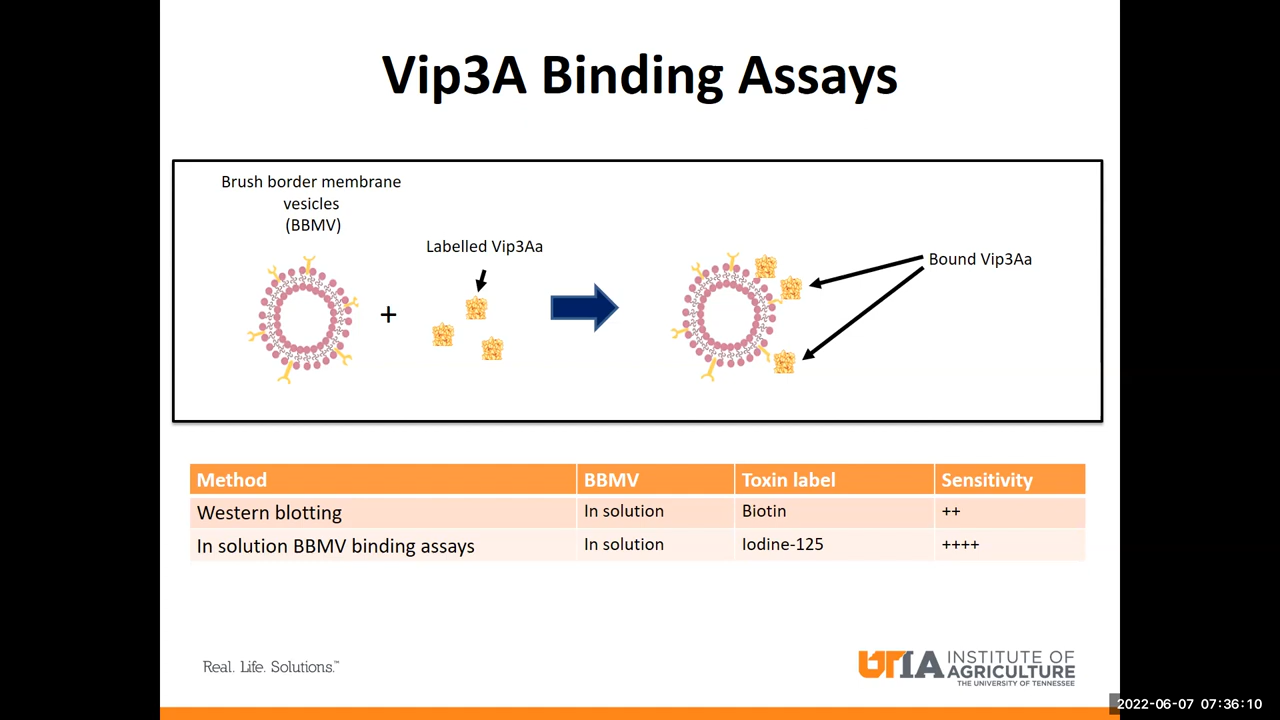 Vip3A Binding Assays
Brush border membrane
vesicles
(BBMV)
Labelled Vip3Aa
+
Bound Vip3Aa
Method BBMV Toxin label Sensitivity
Western blotting In solution Biotin ++
In solution BBMV binding assays In solution Iodine-125 ++++
Real. Life. Solutions.™
UTIA INSTITUTE OF
AGRICULTURE
THE UNIVERSITY OF TENNESSEE
2022-06-07 07:36:10